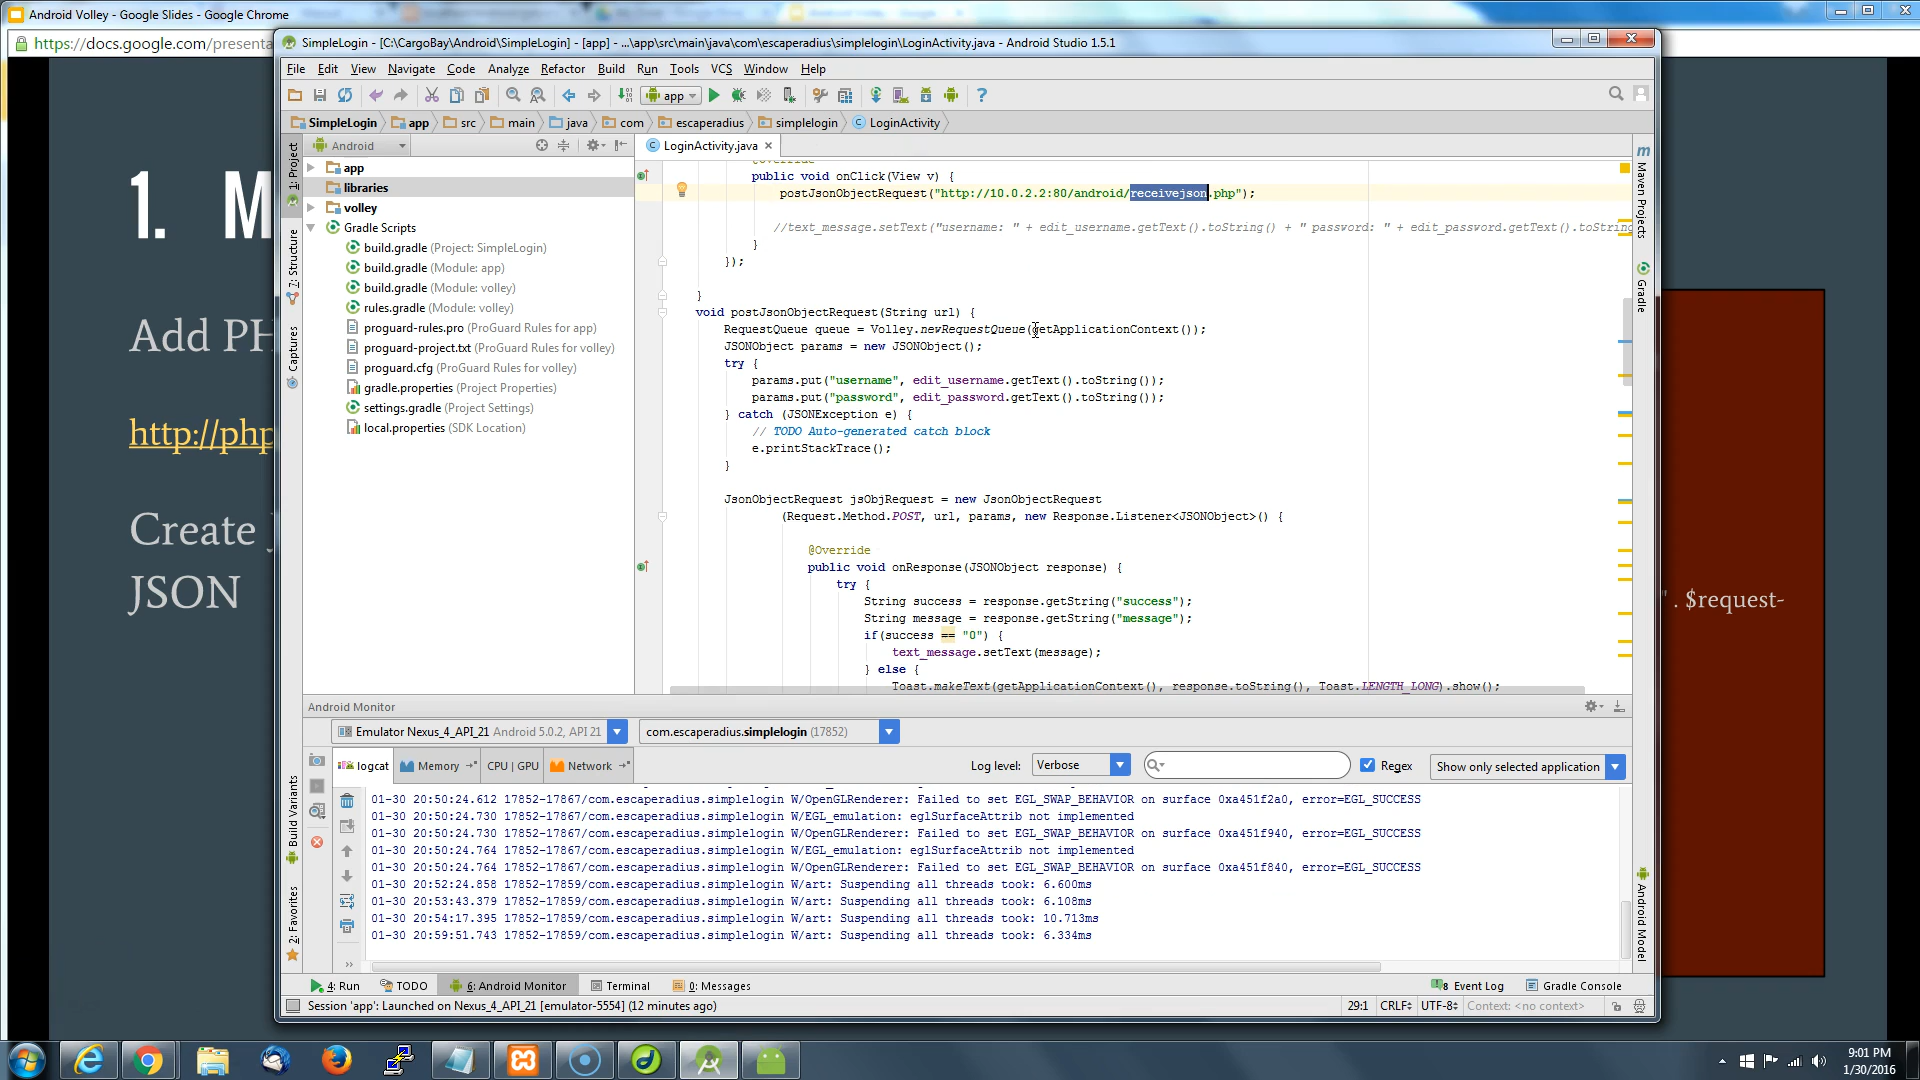 Android Volley - Google Slides - Google Chrome
https://docs.google.com/presenta
1. M
Add PH
http://php
Create J
JSON
" . $request-
SimpleLogin - [C:\CargoBay\Android\SimpleLogin] - [app] - ...\app\src\main\java\com\escaperadius\simplelogin\LoginActivity.java - Android Studio 1.5.1
File Edit View Navigate Code Analyze Refactor Build Run Tools VCS Window Help
app
SimpleLogin app src main java com escaperadius simplelogin LoginActivity
Android
LoginActivity.java
1: Project
7: Structure
Captures
Build Variants
2: Favorites
app
libraries
volley
Gradle Scripts
build.gradle (Project: SimpleLogin)
build.gradle (Module: app)
build.gradle (Module: volley)
rules.gradle (Module: volley)
proguard-rules.pro (ProGuard Rules for app)
proguard-project.txt (ProGuard Rules for volley)
proguard.cfg (ProGuard Rules for volley)
gradle.properties (Project Properties)
settings.gradle (Project Settings)
local.properties (SDK Location)
@Override
public void onClick(View v) {
postJsonObjectRequest("http://10.0.2.2:80/android/receivejson.php");
//text_message.setText("username: " + edit_username.getText().toString() + " password: " + edit_password.getText().toString
}
});
}
void postJsonObjectRequest(String url) {
RequestQueue queue = Volley.newRequestQueue(getApplicationContext());
JSONObject params = new JSONObject();
try {
params.put("username", edit_username.getText().toString());
params.put("password", edit_password.getText().toString());
} catch (JSONException e) {
// TODO Auto-generated catch block
e.printStackTrace();
}
JsonObjectRequest jsObjRequest = new JsonObjectRequest
(Request.Method.POST, url, params, new Response.Listener<JSONObject>() {
@Override
public void onResponse(JSONObject response) {
try {
String success = response.getString("success");
String message = response.getString("message");
if(success == "0") {
text_message.setText(message);
} else {
Toast.makeText(getApplicationContext(), response.toString(), Toast.LENGTH_LONG).show();
Maven Projects
Gradle
Android Model
Android Monitor
Emulator Nexus_4_API_21 Android 5.0.2, API 21
com.escaperadius.simplelogin (17852)
logcat Memory CPU | GPU Network
Log level: Verbose Regex Show only selected application
01-30 20:50:24.612 17852-17867/com.escaperadius.simplelogin W/OpenGLRenderer: Failed to set EGL_SWAP_BEHAVIOR on surface 0xa451f2a0, error=EGL_SUCCESS
01-30 20:50:24.730 17852-17867/com.escaperadius.simplelogin W/EGL_emulation: eglSurfaceAttrib not implemented
01-30 20:50:24.730 17852-17867/com.escaperadius.simplelogin W/OpenGLRenderer: Failed to set EGL_SWAP_BEHAVIOR on surface 0xa451f940, error=EGL_SUCCESS
01-30 20:50:24.764 17852-17867/com.escaperadius.simplelogin W/EGL_emulation: eglSurfaceAttrib not implemented
01-30 20:50:24.764 17852-17867/com.escaperadius.simplelogin W/OpenGLRenderer: Failed to set EGL_SWAP_BEHAVIOR on surface 0xa451f840, error=EGL_SUCCESS
01-30 20:52:24.858 17852-17859/com.escaperadius.simplelogin W/art: Suspending all threads took: 6.600ms
01-30 20:53:43.379 17852-17859/com.escaperadius.simplelogin W/art: Suspending all threads took: 6.108ms
01-30 20:54:17.395 17852-17859/com.escaperadius.simplelogin W/art: Suspending all threads took: 10.713ms
01-30 20:59:51.743 17852-17859/com.escaperadius.simplelogin W/art: Suspending all threads took: 6.334ms
4: Run TODO 6: Android Monitor Terminal 0: Messages 8 Event Log Gradle Console
Session 'app': Launched on Nexus_4_API_21 [emulator-5554] (12 minutes ago) 29:1 CRLF UTF-8 Context: <no context>
9:01 PM
1/30/2016